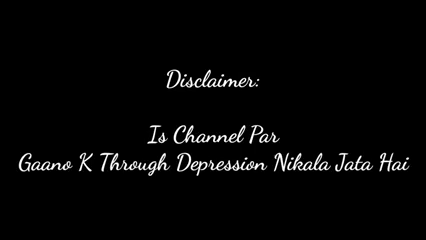 Disclaimer:
Is Channel Par
Gaano K Through Depression Nikala Jata Hai